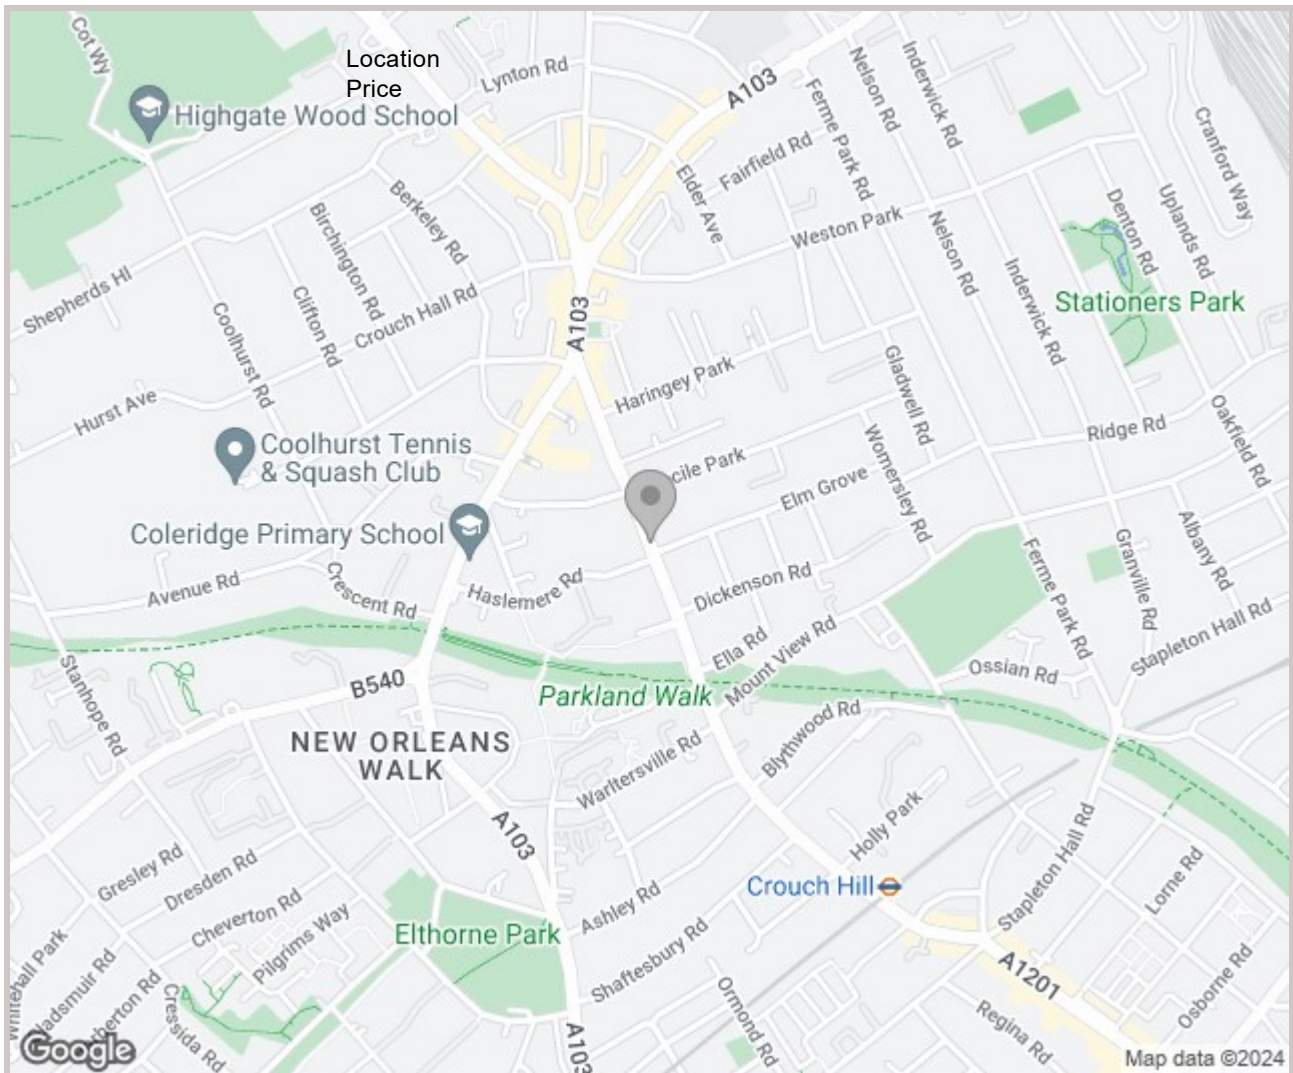 Cot Wy
Location
Price
Lynton Rd
A103
Nelson Rd
Inderwick Rd
Highgate Wood School
Ferme Park Rd
Fairfield Rd
Cranford Way
Elder Ave
Berkeley Rd
Birchington Rd
Weston Park
Denton Rd
Uplands Rd
Nelson Rd
Shepherds Hl
Clifton Rd
Crouch Hall Rd
Coolhurst Rd
A103
Inderwick Rd
Stationers Park
Hurst Ave
Haringey Park
Gladwell Rd
Ridge Rd
Oakfield Rd
Coolhurst Tennis
& Squash Club
cile Park
Womersley Rd
Elm Grove
Coleridge Primary School
Albany Rd
Granville Rd
Ferme Park Rd
Avenue Rd
Crescent Rd
Haslemere Rd
Dickenson Rd
Stapleton Hall Rd
Ella Rd
Mount View Rd
Ossian Rd
Stanhope Rd
B540
Parkland Walk
Blythwood Rd
NEW ORLEANS
WALK
Warltersville Rd
A103
Holly Park
Gresley Rd
Dresden Rd
Crouch Hill
Stapleton Hall Rd
Lorne Rd
Cheverton Rd
Ashley Rd
Pilgrims Way
Elthorne Park
Shaftesbury Rd
A1201
Osborne Rd
Cressida Rd
Ormond Rd
Regina Rd
A103
Google
Map data ©2024